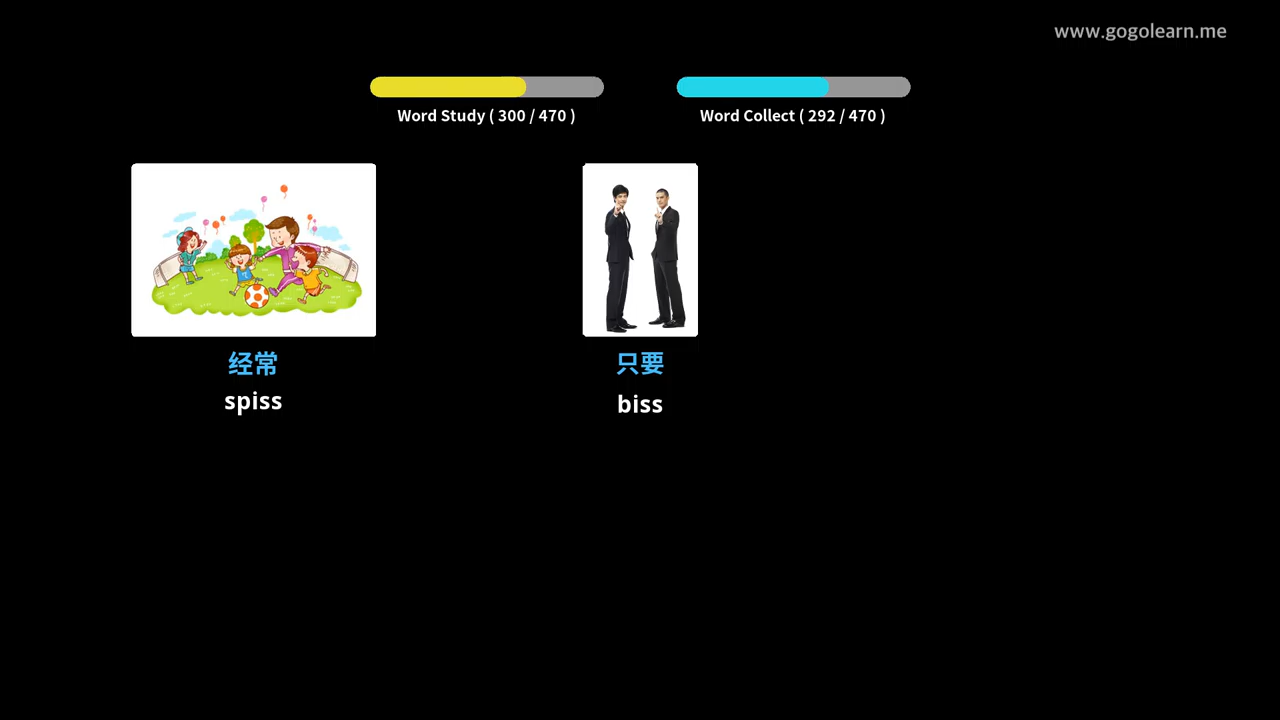 www.gogolearn.me
Word Study ( 300 / 470 )
Word Collect ( 292 / 470 )
经常
spiss
只要
biss